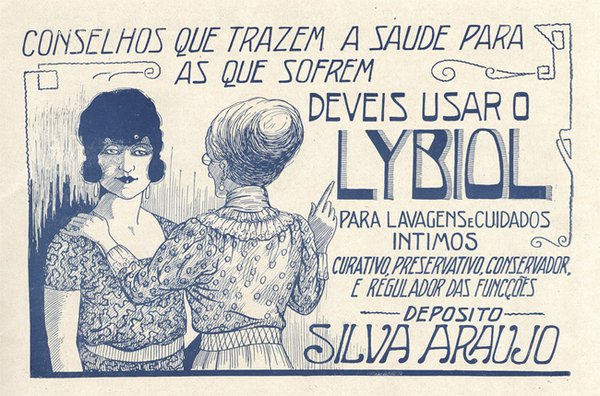 CONSELHOS QUE TRAZEM A SAUDE PARA
AS QUE SOFREM
DEVEIS USAR O
LYBIOL
PARA LAVAGENS E CUIDADOS
INTIMOS
CURATIVO, PRESERVATIVO, CONSERVADOR,
E REGULADOR DAS FUNCÇÕES
DEPOSITO
SILVA ARAUJO